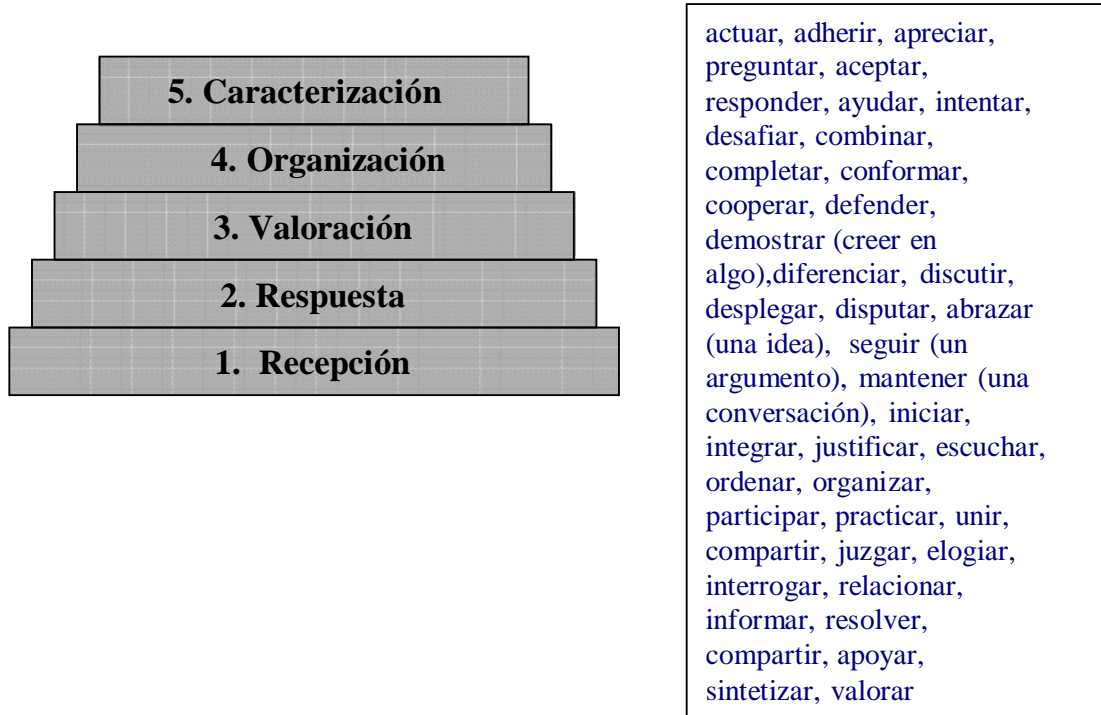 5. Caracterización
4. Organización
3. Valoración
2. Respuesta
1. Recepción
actuar, adherir, apreciar,
preguntar, aceptar,
responder, ayudar, intentar,
desafiar, combinar,
completar, conformar,
cooperar, defender,
demostrar (creer en
algo),diferenciar, discutir,
desplegar, disputar, abrazar
(una idea), seguir (un
argumento), mantener (una
conversación), iniciar,
integrar, justificar, escuchar,
ordenar, organizar,
participar, practicar, unir,
compartir, juzgar, elogiar,
interrogar, relacionar,
informar, resolver,
compartir, apoyar,
sintetizar, valorar